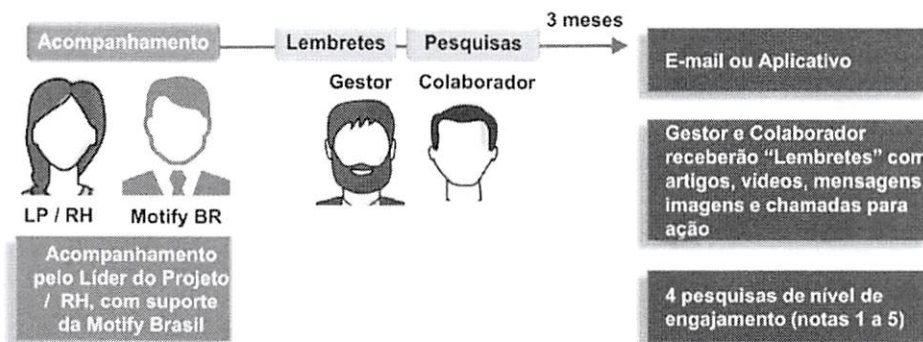 3 meses
Acompanhamento
Lembretes
Pesquisas
Gestor
Colaborador
LP / RH
Motify BR
Acompanhamento
pelo Líder do Projeto
/ RH, com suporte
da Motify Brasil
E-mail ou Aplicativo
Gestor e Colaborador
receberão “Lembretes” com
artigos, vídeos, mensagens,
imagens e chamadas para
ação
4 pesquisas de nível de
engajamento (notas 1 a 5)